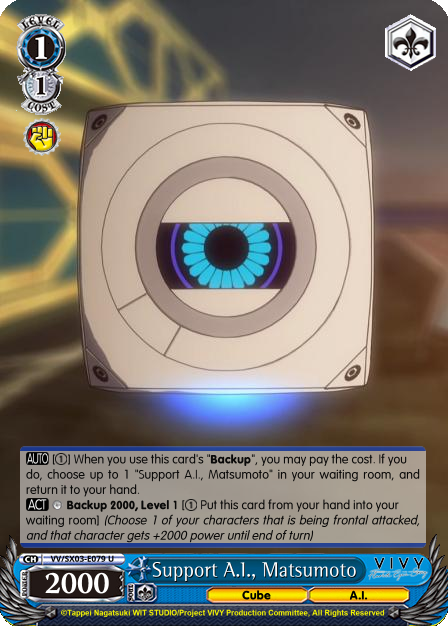 LEVEL
1
1
COST
AUTO [①] When you use this card's "Backup", you may pay the cost. If you
do, choose up to 1 "Support A.I., Matsumoto" in your waiting room, and
return it to your hand.
ACT Backup 2000, Level 1 [① Put this card from your hand into your
waiting room] (Choose 1 of your characters that is being frontal attacked,
and that character gets +2000 power until end of turn)
CH VV/SX03-E079 U
POWER 2000 SOUL Support A.I., Matsumoto VIVY
Cube A.I.
©Tappei Nagatsuki WIT STUDIO/Project VIVY Production Committee, All Rights Reserved